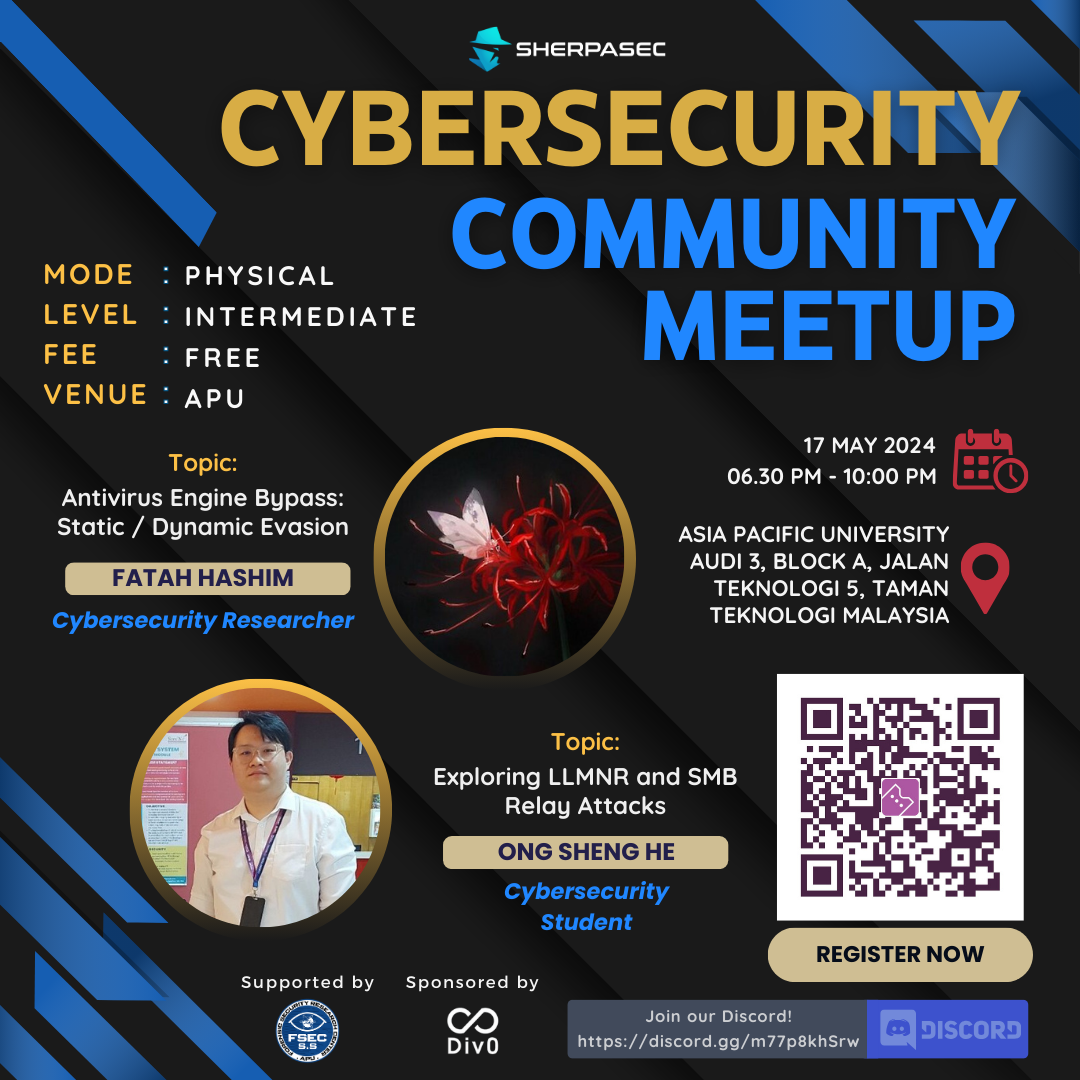 SHERPASEC
CYBERSECURITY
COMMUNITY
MEETUP
MODE : PHYSICAL
LEVEL : INTERMEDIATE
FEE : FREE
VENUE : APU
17 MAY 2024
06.30 PM - 10:00 PM
ASIA PACIFIC UNIVERSITY
AUDI 3, BLOCK A, JALAN
TEKNOLOGI 5, TAMAN
TEKNOLOGI MALAYSIA
Topic:
Antivirus Engine Bypass:
Static / Dynamic Evasion
FATAH HASHIM
Cybersecurity Researcher
Topic:
Exploring LLMNR and SMB
Relay Attacks
ONG SHENG HE
Cybersecurity
Student
REGISTER NOW
Supported by
FSEC
S.S
APU
Sponsored by
Div0
Join our Discord!
https://discord.gg/m77p8khSrw
DISCORD